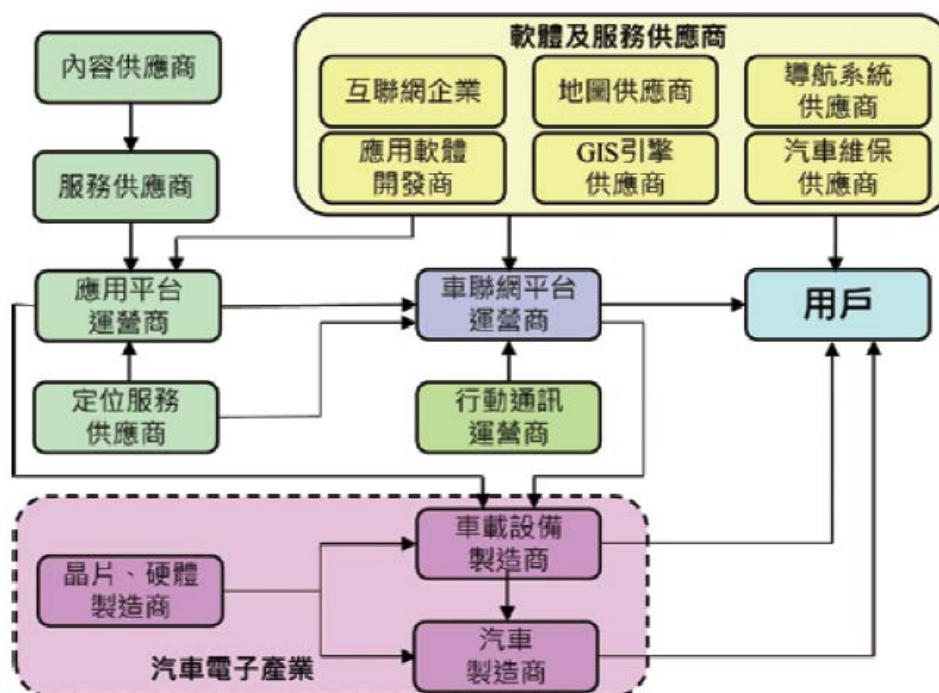 軟體及服務供應商
內容供應商
互聯網企業
地圖供應商
導航系統
供應商
服務供應商
應用軟體
開發商
GIS引擎
供應商
汽車維保
供應商
應用平台
運營商
車聯網平台
運營商
用戶
定位服務
供應商
行動通訊
運營商
車載設備
製造商
晶片、硬體
製造商
汽車
製造商
汽車電子產業